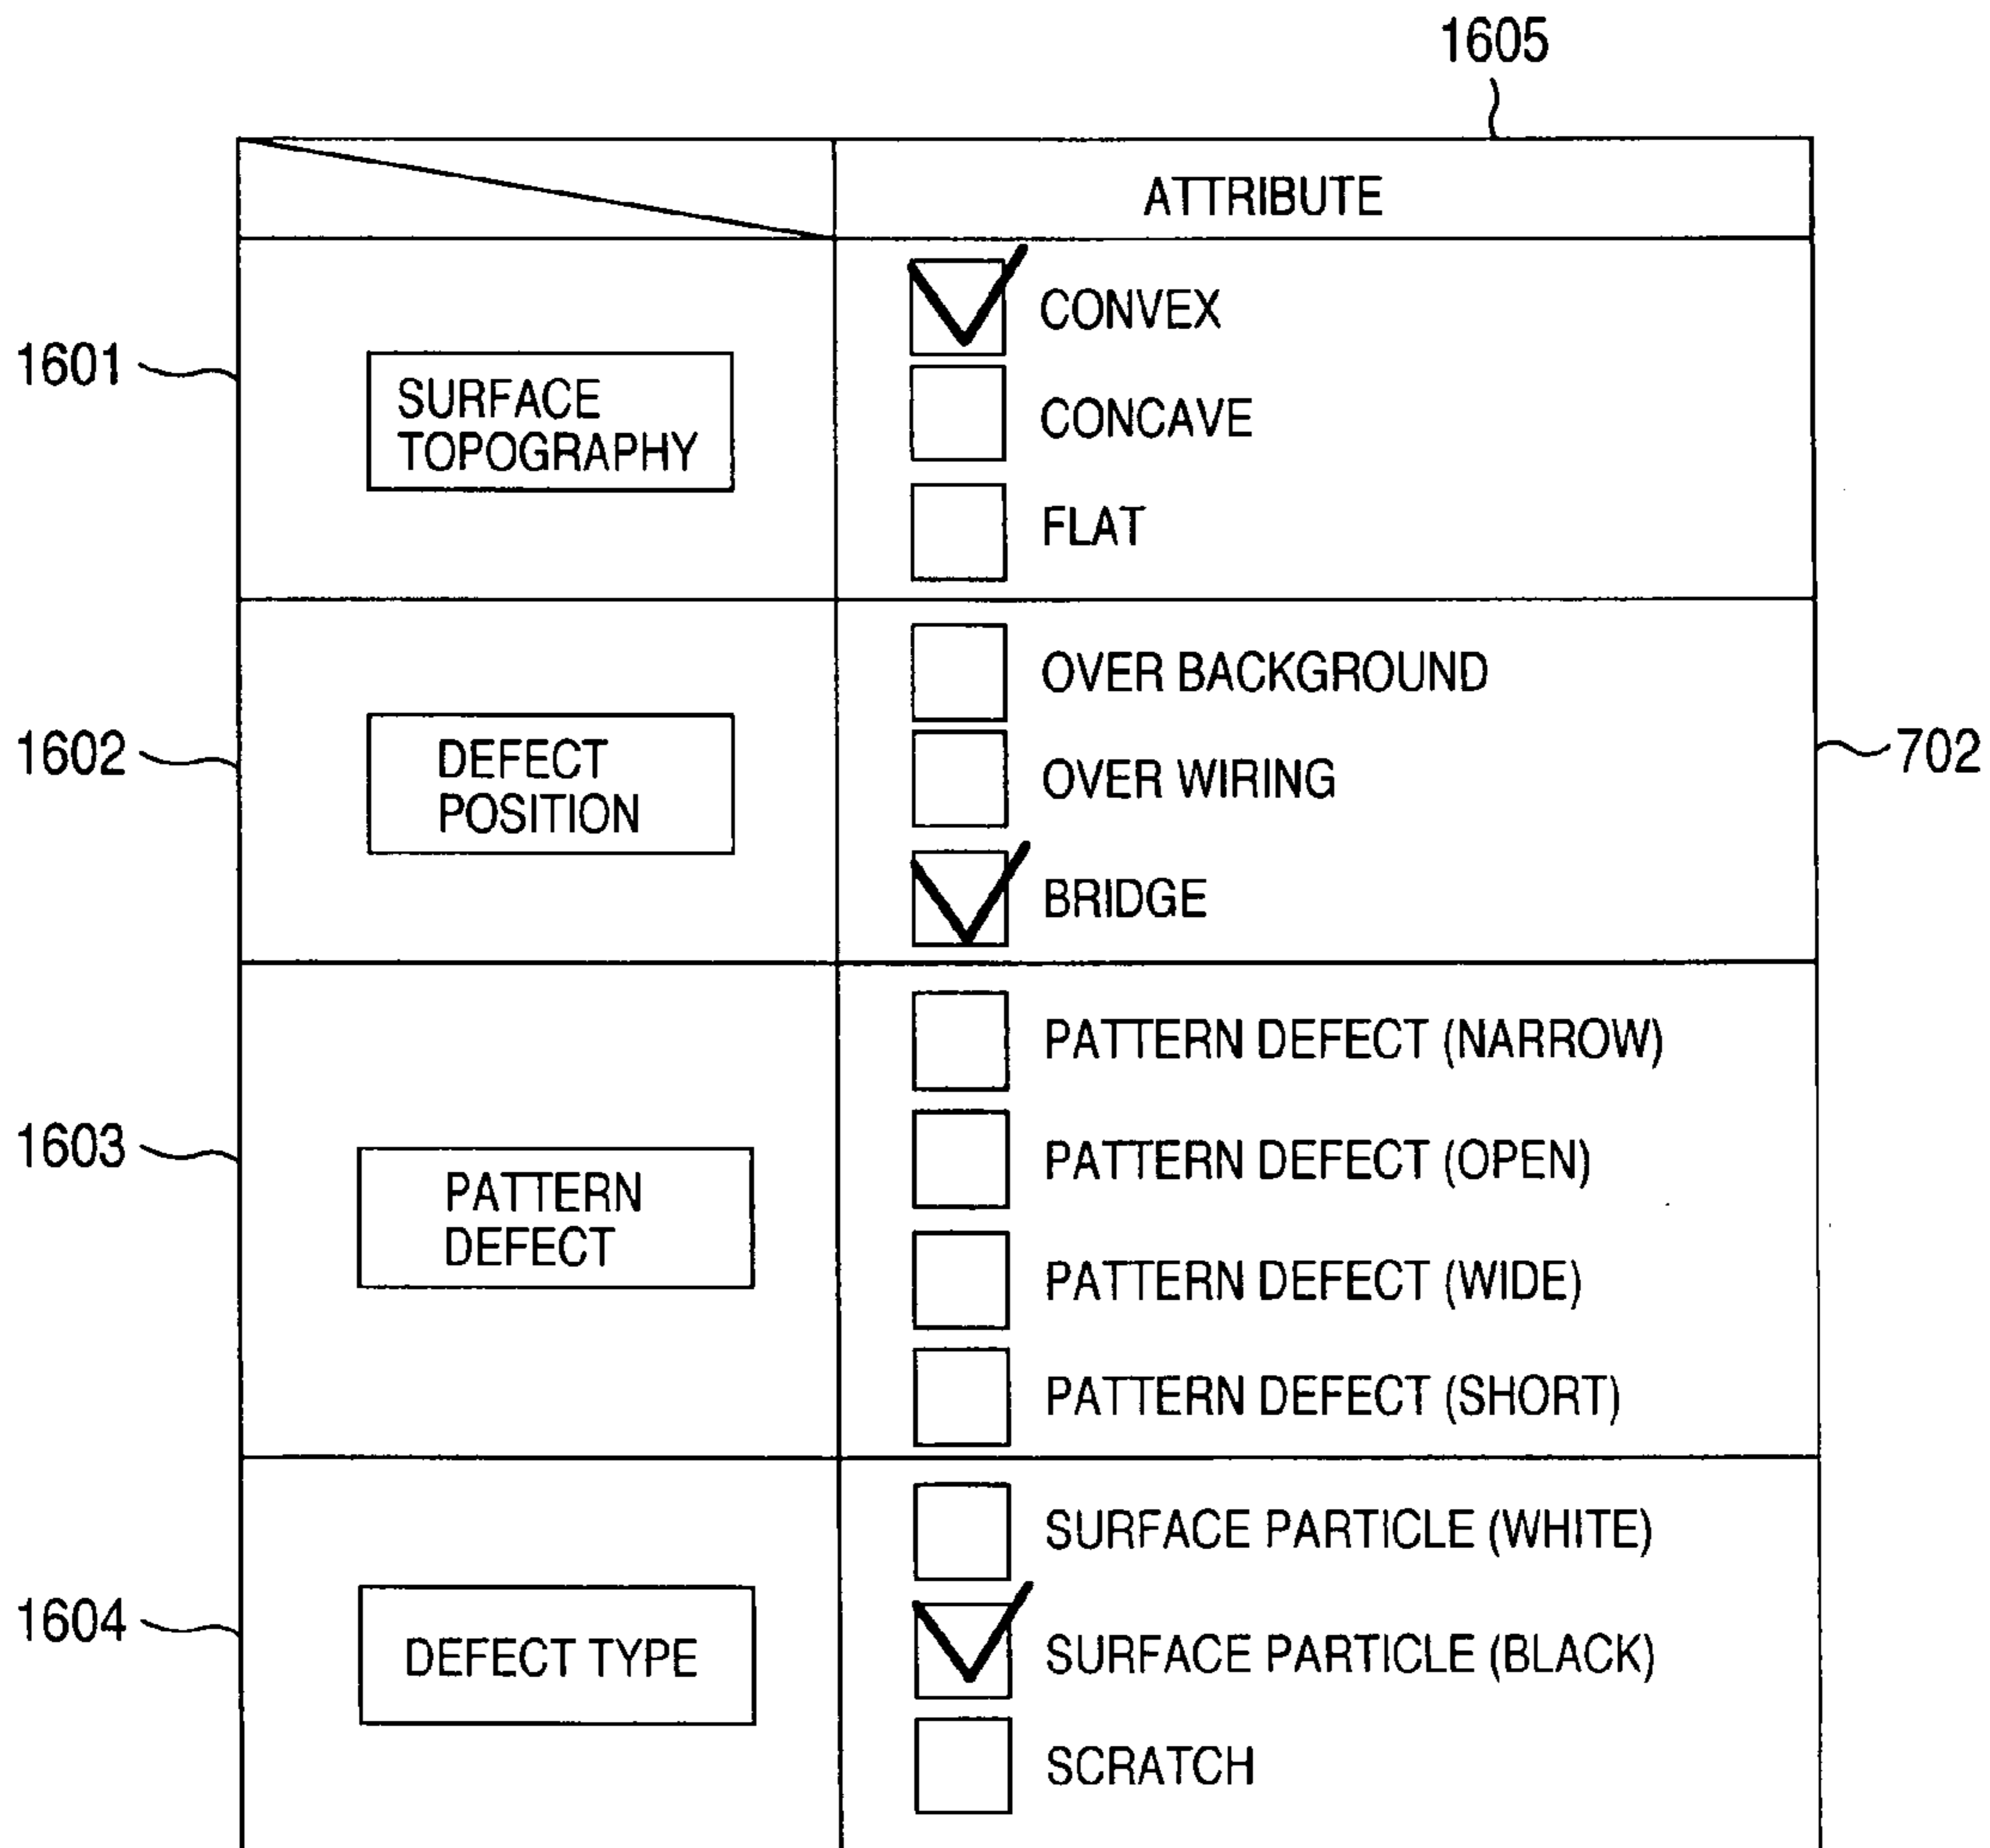 1605
ATTRIBUTE
1601
SURFACE
TOPOGRAPHY
CONVEX
CONCAVE
FLAT
1602
DEFECT
POSITION
OVER BACKGROUND
OVER WIRING
BRIDGE
702
1603
PATTERN
DEFECT
PATTERN DEFECT (NARROW)
PATTERN DEFECT (OPEN)
PATTERN DEFECT (WIDE)
PATTERN DEFECT (SHORT)
1604
DEFECT TYPE
SURFACE PARTICLE (WHITE)
SURFACE PARTICLE (BLACK)
SCRATCH